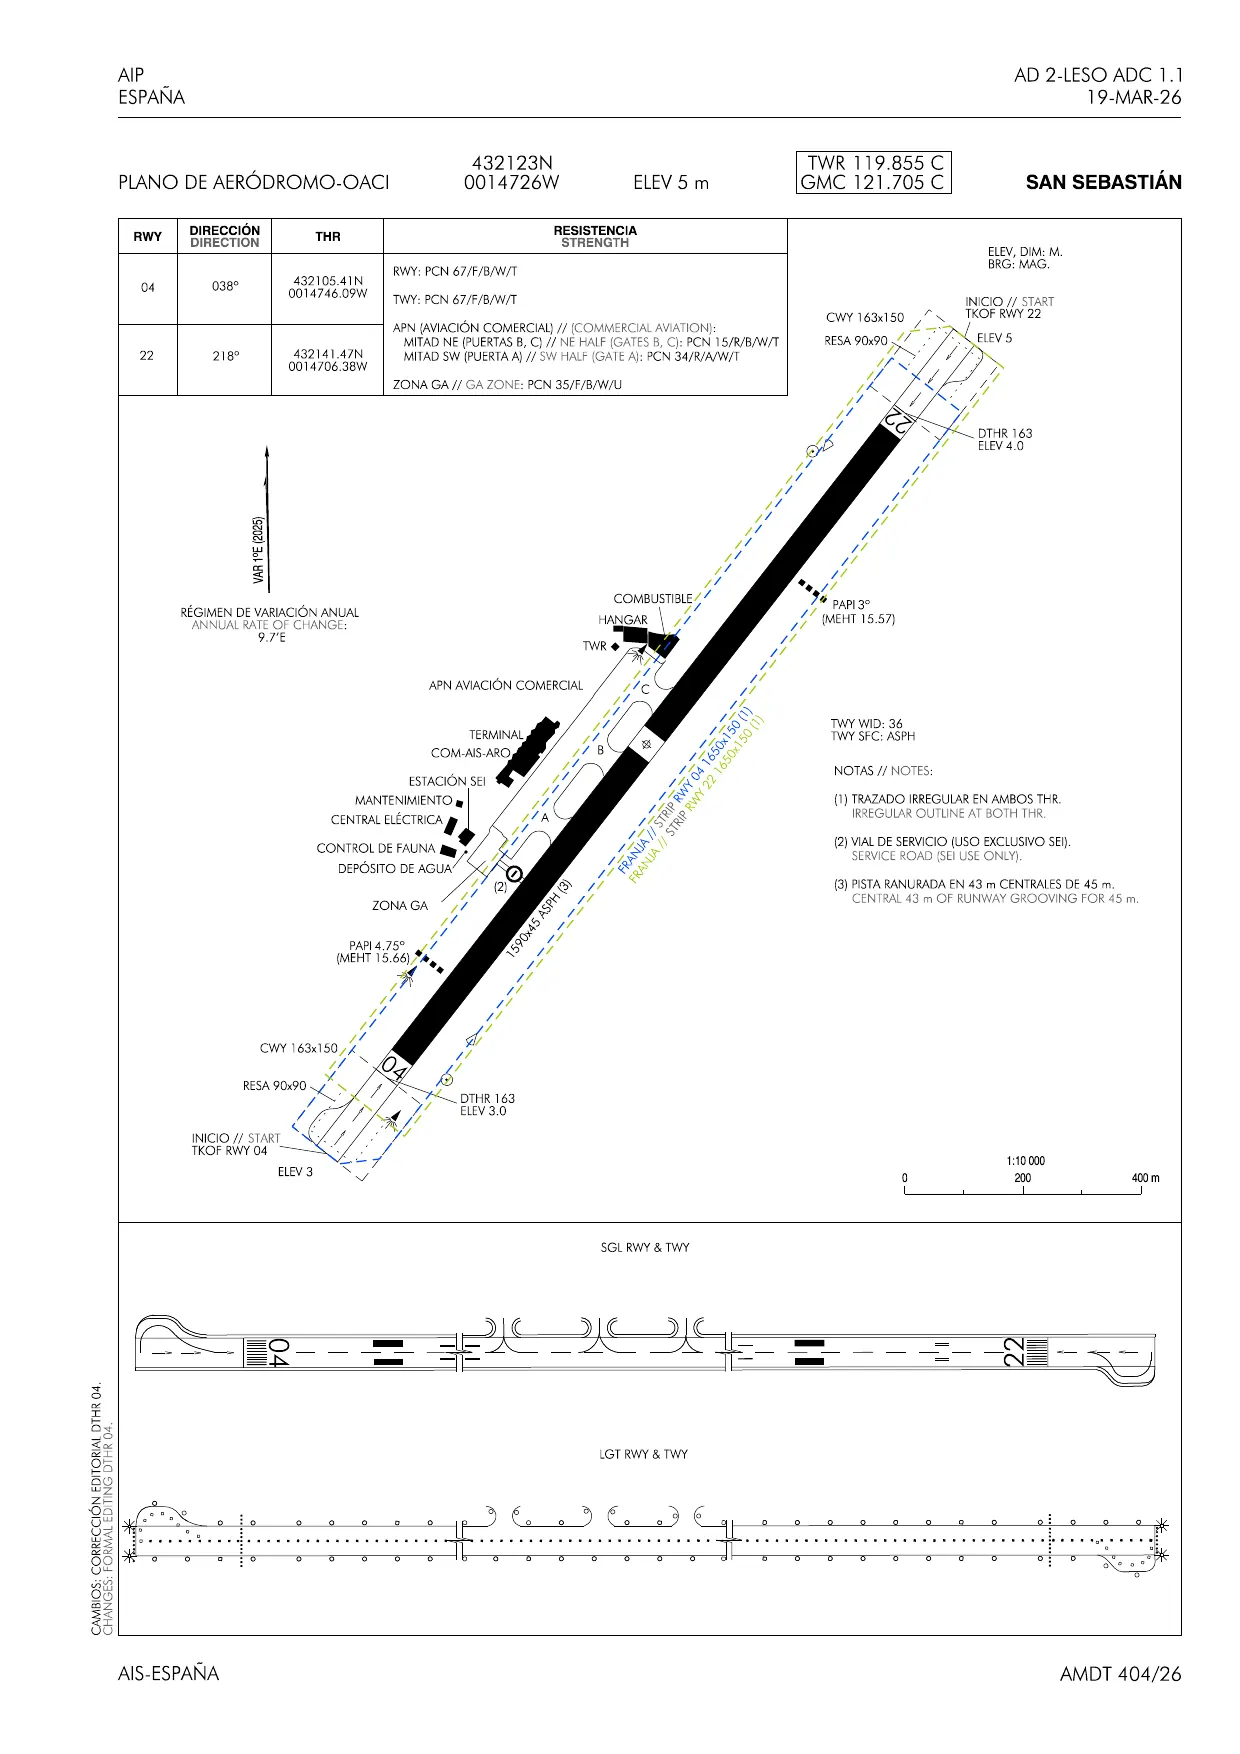 AIP
ESPAÑA
AD 2-LESO ADC 1.1
19-MAR-26
PLANO DE AERÓDROMO-OACI
432123N
0014726W
ELEV 5 m
TWR 119.855 C
GMC 121.705 C
SAN SEBASTIÁN
RWY
DIRECCIÓN
DIRECTION
THR
RESISTENCIA
STRENGTH
04
038º
432105.41N
0014746.09W
22
218º
432141.47N
0014706.38W
RWY: PCN 67/F/B/W/T
TWY: PCN 67/F/B/W/T
APN (AVIACIÓN COMERCIAL) // (COMMERCIAL AVIATION):
MITAD NE (PUERTAS B, C) // NE HALF (GATES B, C): PCN 15/R/B/W/T
MITAD SW (PUERTA A) // SW HALF (GATE A): PCN 34/R/A/W/T
ZONA GA // GA ZONE: PCN 35/F/B/W/U
ELEV, DIM: M.
BRG: MAG.
INICIO // START
TKOF RWY 22
CWY 163x150
RESA 90x90
ELEV 5
22
DTHR 163
ELEV 4.0
VAR 1ºE (2025)
RÉGIMEN DE VARIACIÓN ANUAL
ANNUAL RATE OF CHANGE:
9.7'E
COMBUSTIBLE
HANGAR
TWR
PAPI 3º
(MEHT 15.57)
APN AVIACIÓN COMERCIAL
C
TERMINAL
COM-AIS-ARO
B
ESTACIÓN SEI
MANTENIMIENTO
CENTRAL ELÉCTRICA
A
CONTROL DE FAUNA
DEPÓSITO DE AGUA
(2)
ZONA GA
FRANJA // STRIP RWY 04 1650x150 (1)
FRANJA // STRIP RWY 22 1650x150 (1)
1590x45 ASPH (3)
TWY WID: 36
TWY SFC: ASPH
NOTAS // NOTES:
(1) TRAZADO IRREGULAR EN AMBOS THR.
IRREGULAR OUTLINE AT BOTH THR.
(2) VIAL DE SERVICIO (USO EXCLUSIVO SEI).
SERVICE ROAD (SEI USE ONLY).
(3) PISTA RANURADA EN 43 m CENTRALES DE 45 m.
CENTRAL 43 m OF RUNWAY GROOVING FOR 45 m.
PAPI 4.75º
(MEHT 15.66)
CWY 163x150
04
RESA 90x90
DTHR 163
ELEV 3.0
INICIO // START
TKOF RWY 04
ELEV 3
1:10 000
0 200 400 m
SGL RWY & TWY
04
22
LGT RWY & TWY
CAMBIOS: CORRECCIÓN EDITORIAL DTHR 04.
CHANGES: FORMAL EDITING DTHR 04.
AIS-ESPAÑA
AMDT 404/26